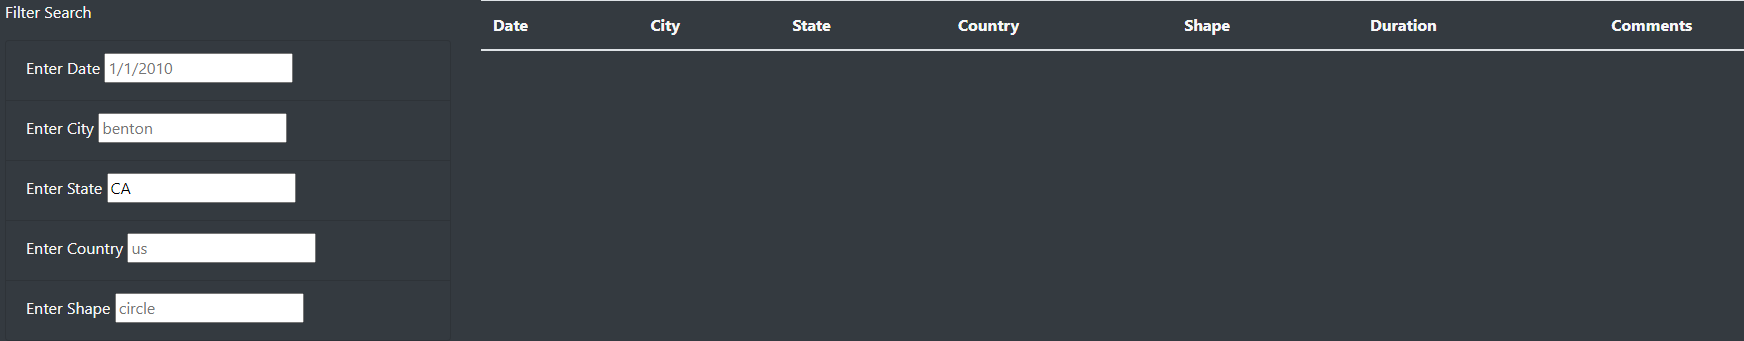 Filter Search
Enter Date 1/1/2010
Enter City benton
Enter State CA
Enter Country us
Enter Shape circle
Date City State Country Shape Duration Comments